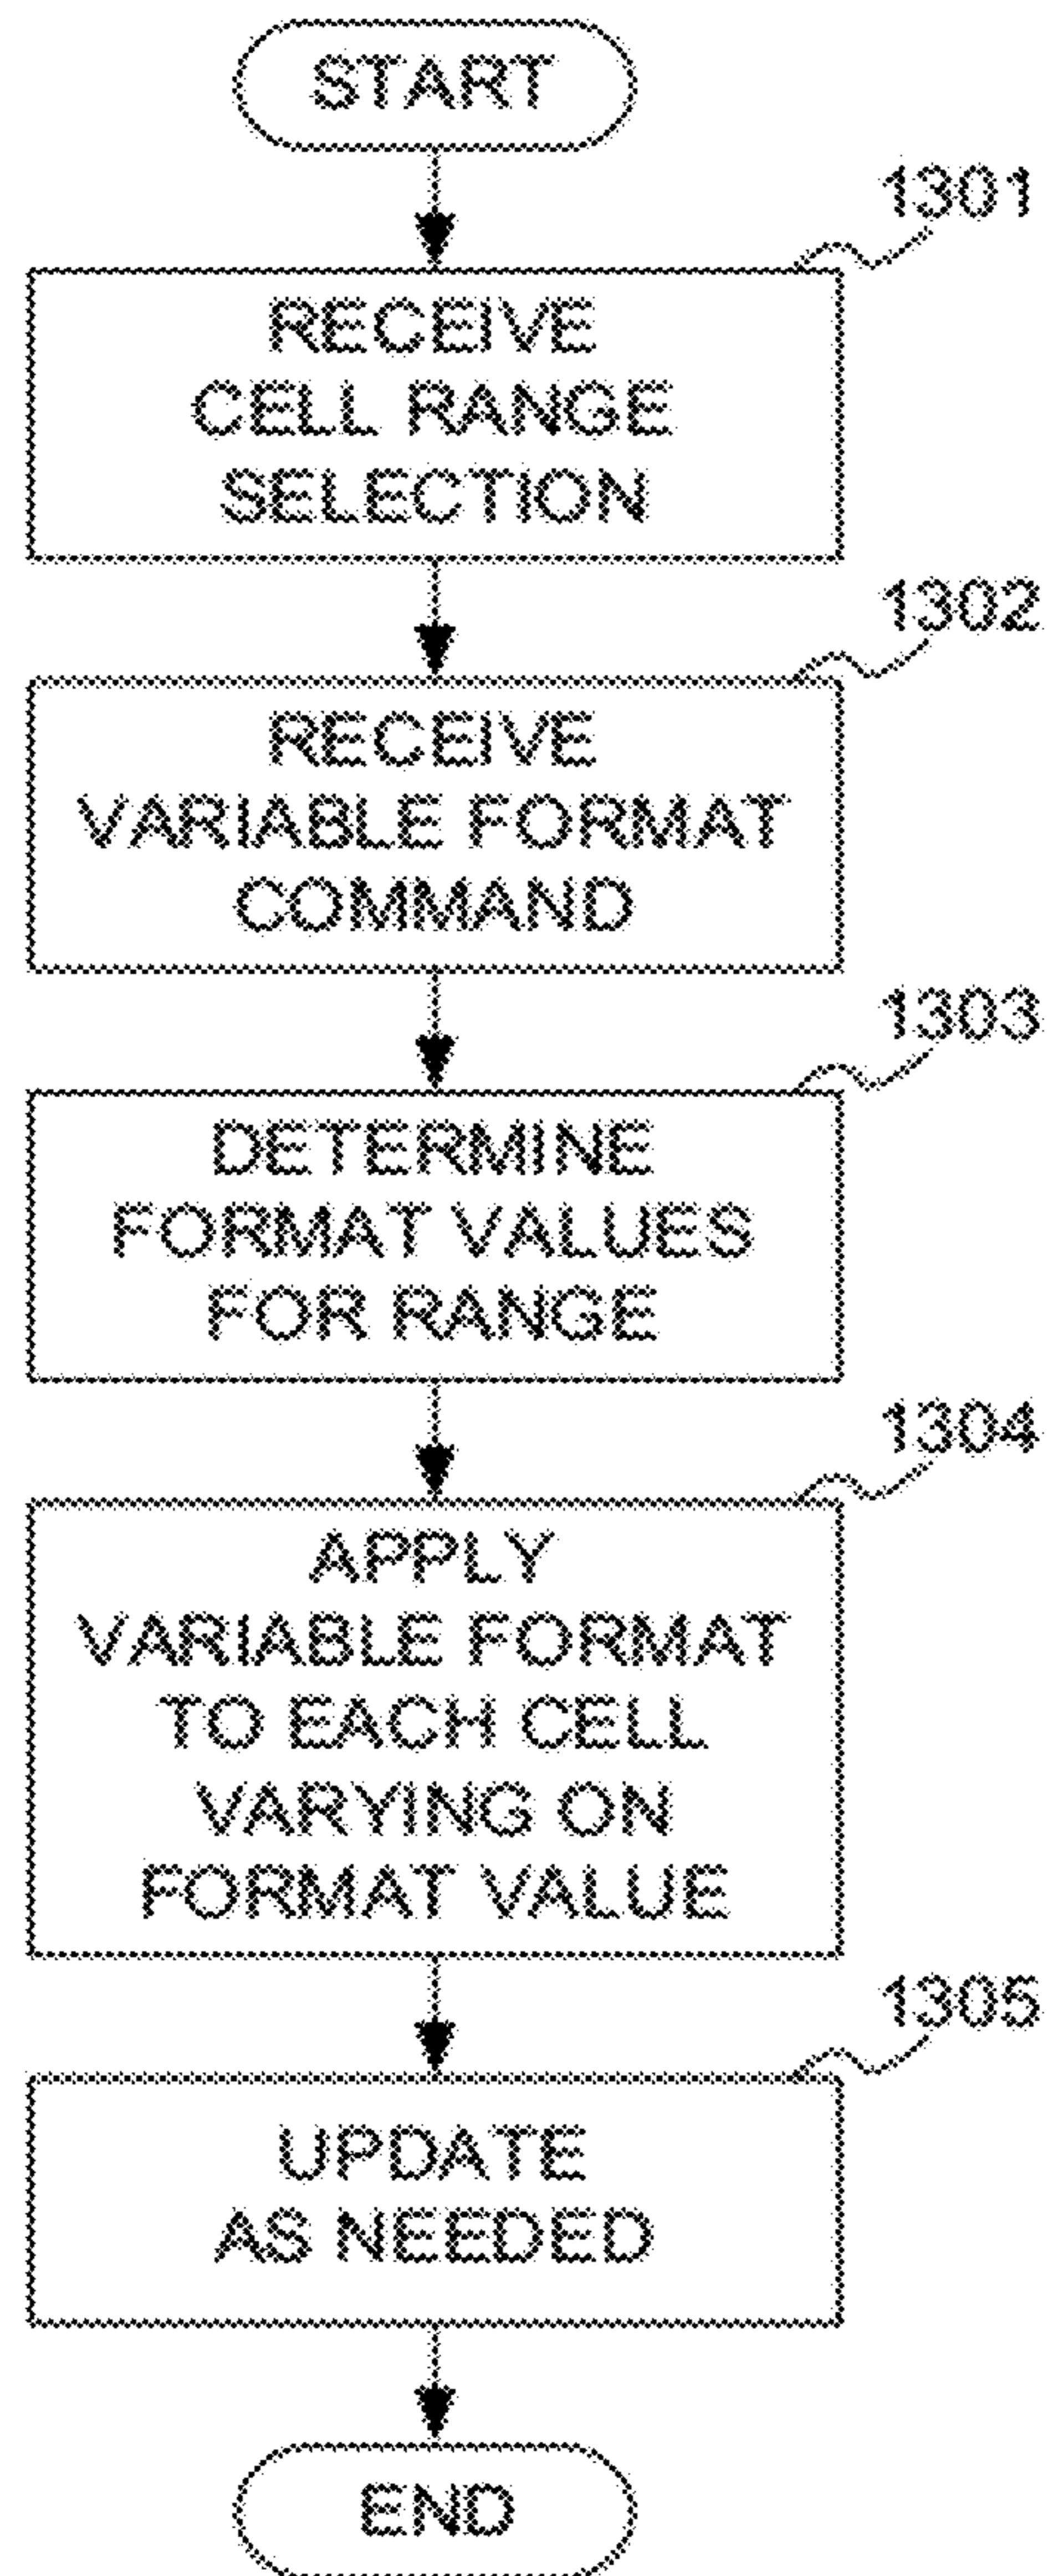 START
1301
RECEIVE
CELL RANGE
SELECTION
1302
RECEIVE
VARIABLE FORMAT
COMMAND
1303
DETERMINE
FORMAT VALUES
FOR RANGE
1304
APPLY
VARIABLE FORMAT
TO EACH CELL
VARYING ON
FORMAT VALUE
1305
UPDATE
AS NEEDED
END